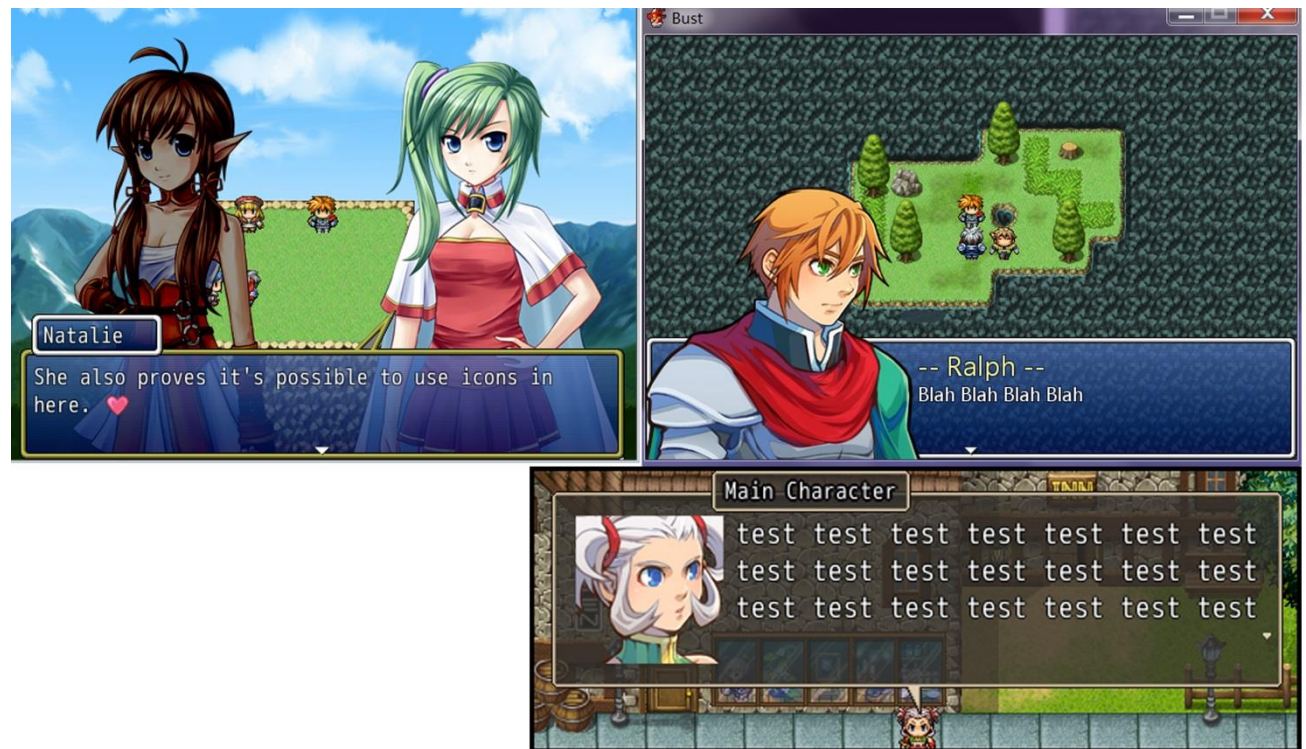 Bust
Natalie
She also proves it's possible to use icons in
here.
-- Ralph --
Blah Blah Blah Blah
INN
Main Character
test test test test test test test
test test test test test test test
test test test test test test test